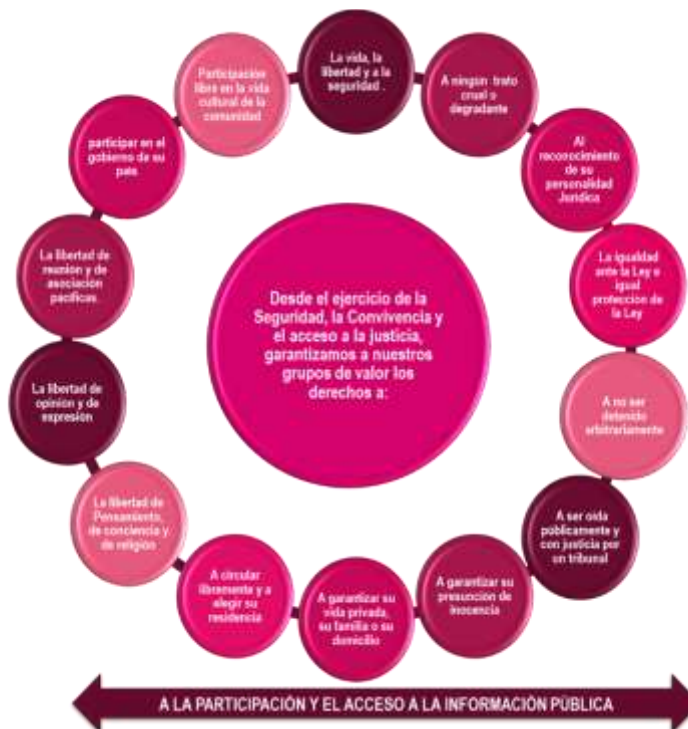 La vida, la
libertad y a la
seguridad .
A ningun trato
cruel o
degradante
Al
reconocimiento
de su
personalidad
Jurídica
La igualdad
ante la Ley e
igual
protección de
la Ley
A no ser
detenido
arbitrariamente
A ser oída
públicamente y
con justicia por
un tribunal
A garantizar su
presunción de
inocencia
A garantizar su
vida privada,
su familia o su
domicilio
A circular
libremente y a
elegir su
residencia
La libertad de
Pensamiento,
de conciencia y
de religión
La libertad de
opinion y de
expresión
La libertad de
reunion y de
asociación
pacíficas
participar en el
gobierno de su
país
Participación
libre en la vida
cultural de la
comunidad
Desde el ejercicio de la
Seguridad, la Convivencia y
el acceso a la justicia,
garantizamos a nuestros
grupos de valor los
derechos a:
A LA PARTICIPACIÓN Y EL ACCESO A LA INFORMACIÓN PÚBLICA